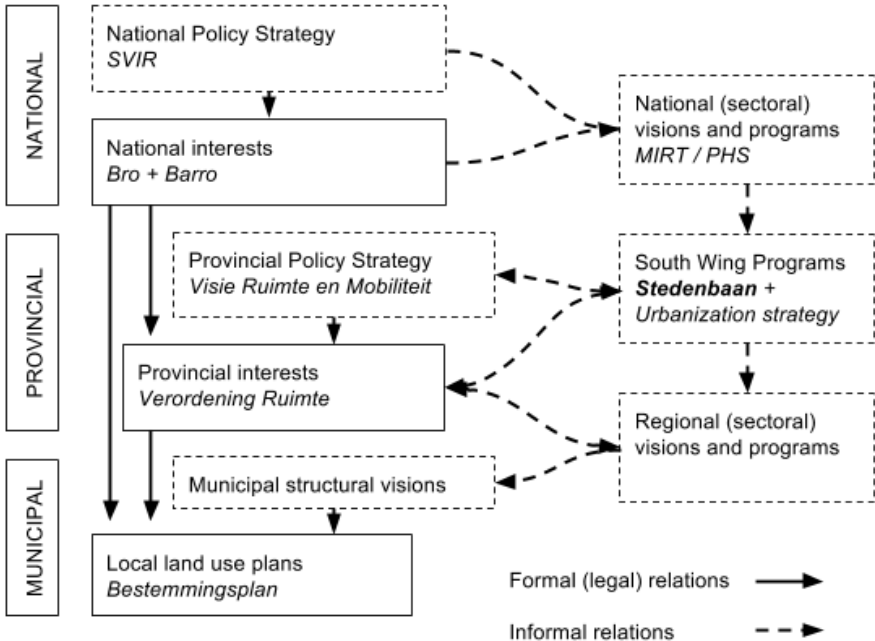 NATIONAL
National Policy Strategy
SVIR
National interests
Bro + Barro
National (sectoral)
visions and programs
MIRT / PHS
PROVINCIAL
Provincial Policy Strategy
Visie Ruimte en Mobiliteit
South Wing Programs
Stedenbaan +
Urbanization strategy
Provincial interests
Verordening Ruimte
Regional (sectoral)
visions and programs
MUNICIPAL
Municipal structural visions
Local land use plans
Bestemmingsplan
Formal (legal) relations
Informal relations